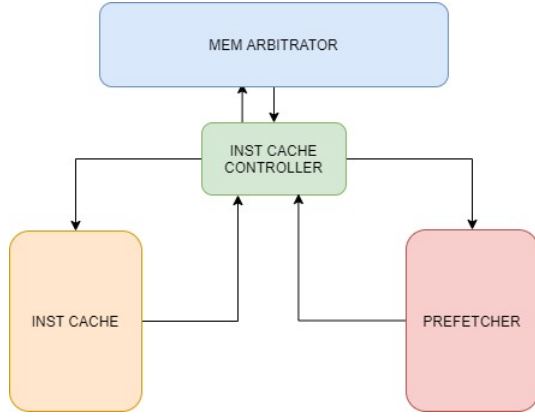 MEM ARBITRATOR
INST CACHE
CONTROLLER
INST CACHE
PREFETCHER